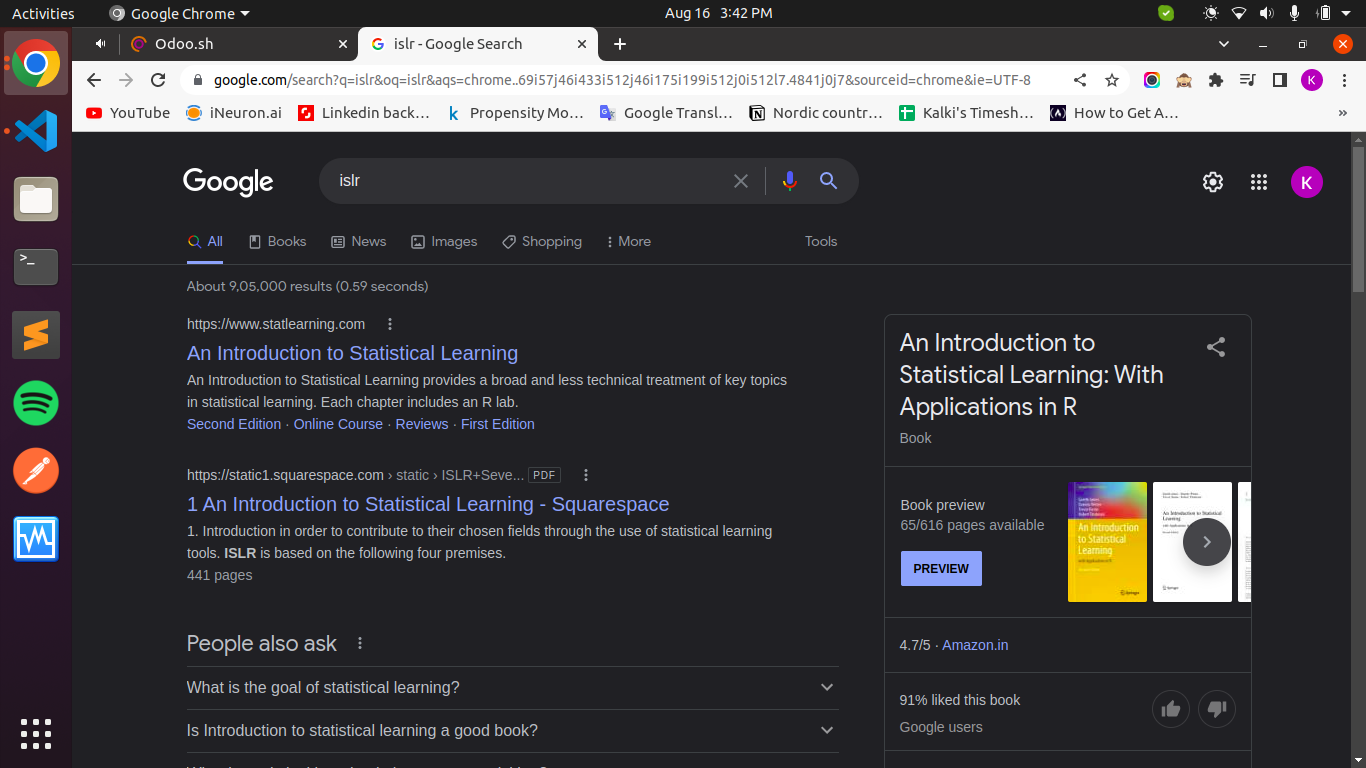 Activities
Google Chrome
Aug 16 3:42 PM
Odoo.sh
islr - Google Search
google.com/search?q=islr&oq=islr&aqs=chrome..69i57j46i433i512j46i175i199i512j0i512l7.4841j0j7&sourceid=chrome&ie=UTF-8
K
YouTube
iNeuron.ai
Linkedin back...
Propensity Mo...
Google Transl...
Nordic countr...
Kalki's Timesh...
How to Get A...
»
Google
islr
K
All
Books
News
Images
Shopping
More
Tools
About 9,05,000 results (0.59 seconds)
https://www.statlearning.com
An Introduction to Statistical Learning
An Introduction to Statistical Learning provides a broad and less technical treatment of key topics
in statistical learning. Each chapter includes an R lab.
Second Edition · Online Course · Reviews · First Edition
https://static1.squarespace.com › static › ISLR+Seve... PDF
1 An Introduction to Statistical Learning - Squarespace
1. Introduction in order to contribute to their chosen fields through the use of statistical learning
tools. ISLR is based on the following four premises.
441 pages
People also ask
What is the goal of statistical learning?
Is Introduction to statistical learning a good book?
An Introduction to
Statistical Learning: With
Applications in R
Book
Book preview
65/616 pages available
PREVIEW
An Introduction
to Statistical
Learning
An Introduction to Statistical
Learning
4.7/5 · Amazon.in
91% liked this book
Google users